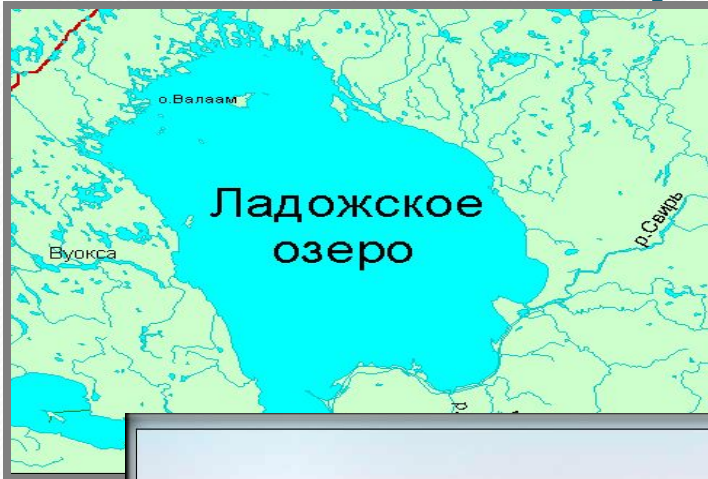 о.Валаам
Ладожское
озеро
р.Свирь
Вуокса
р.